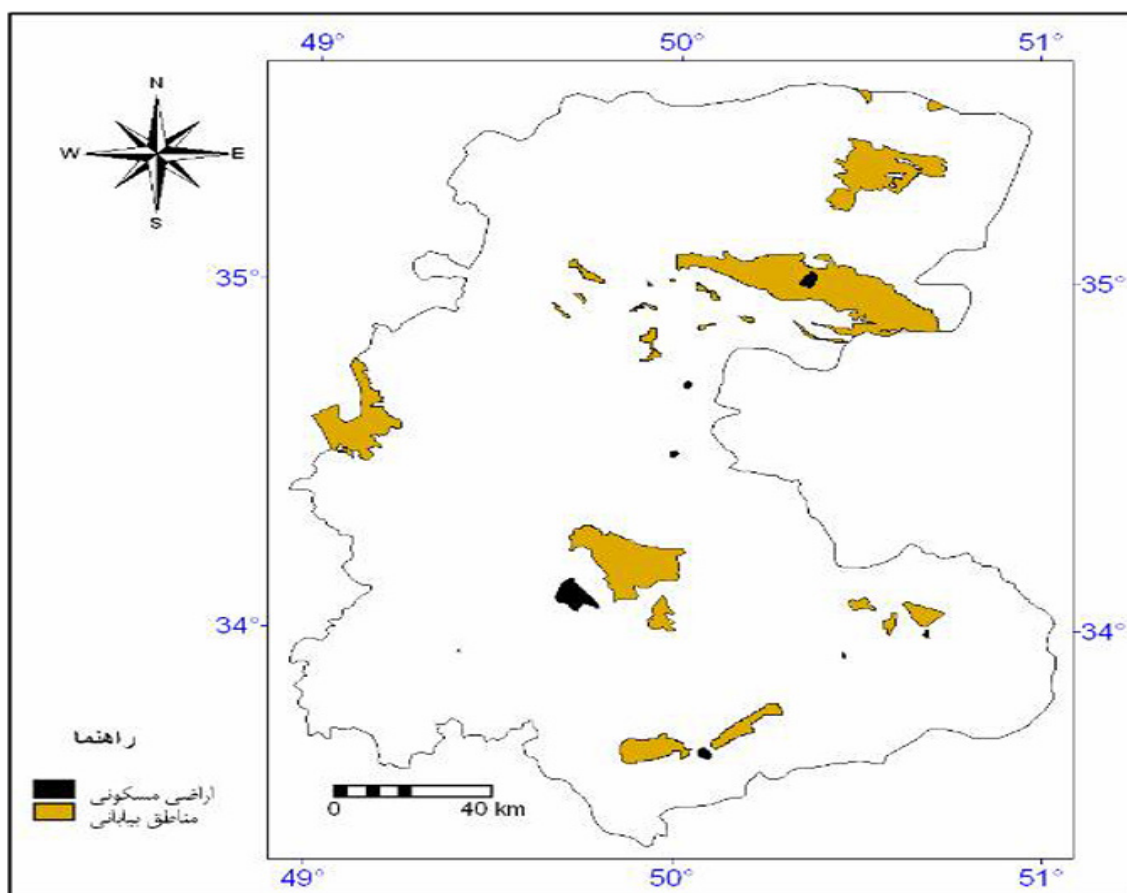 49° 50° 51°
N
W E
S
35° 35°
34° 34°
راهنما
اراضی مسکونی
مناطق بیابانی
0 40 km
49° 50° 51°